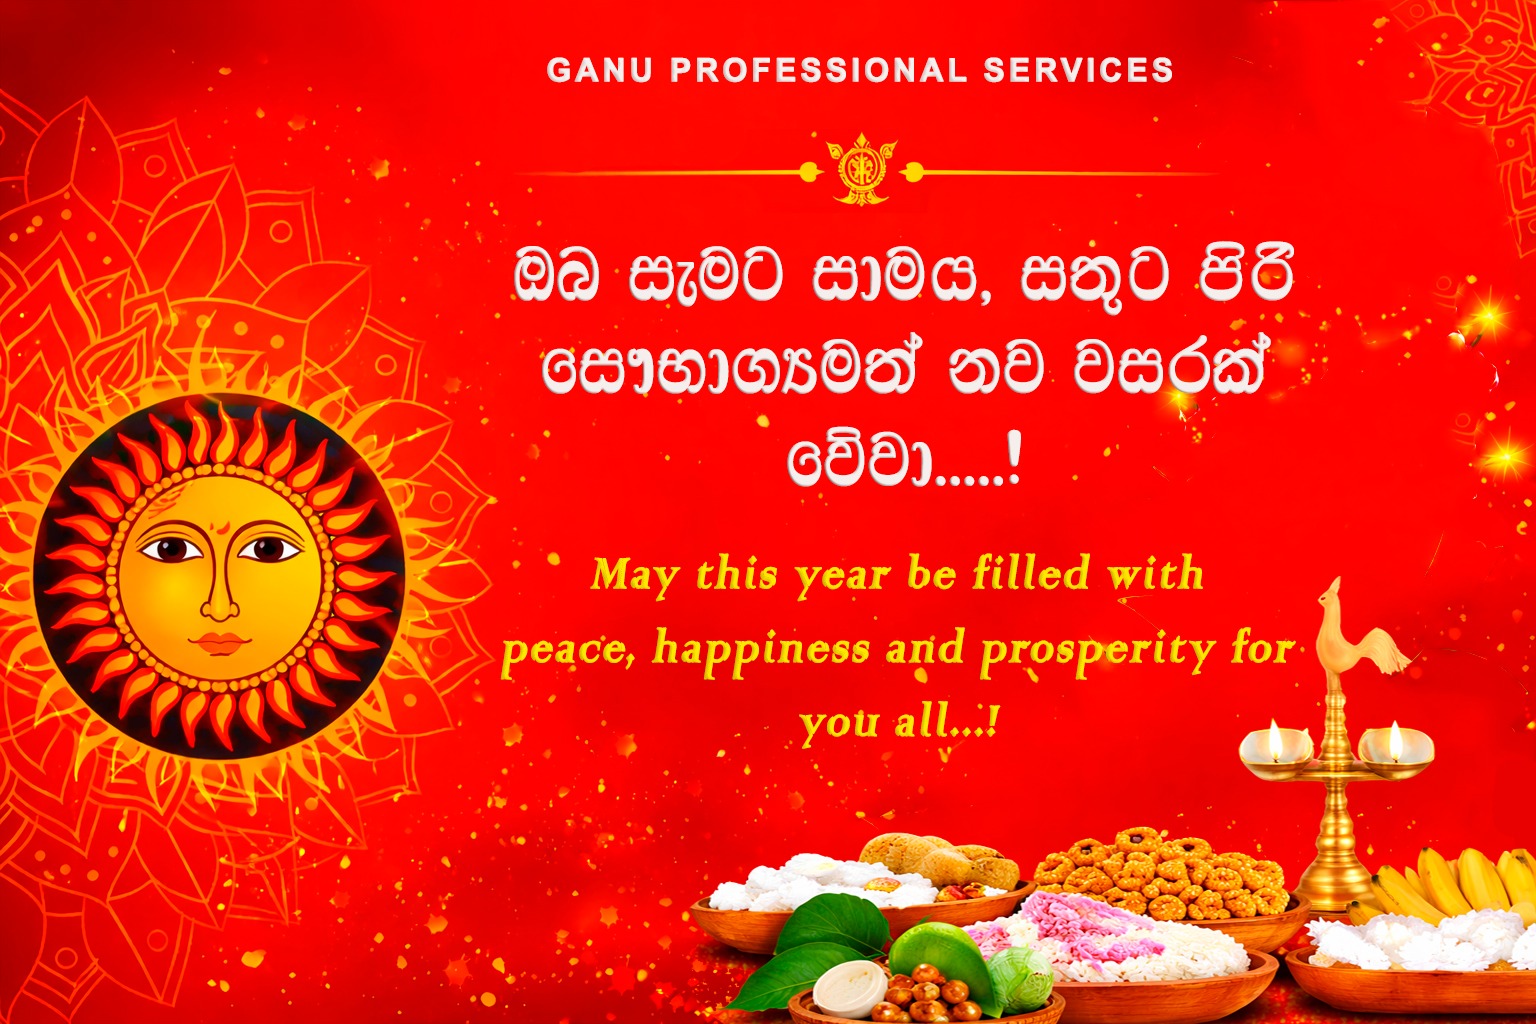 GANU PROFESSIONAL SERVICES
ඔබ සැමට සාමය, සතුට පිරි
සෞභාග්‍යමත් නව වසරක්
වේවා.....!
May this year be filled with
peace, happiness and prosperity for
you all...!